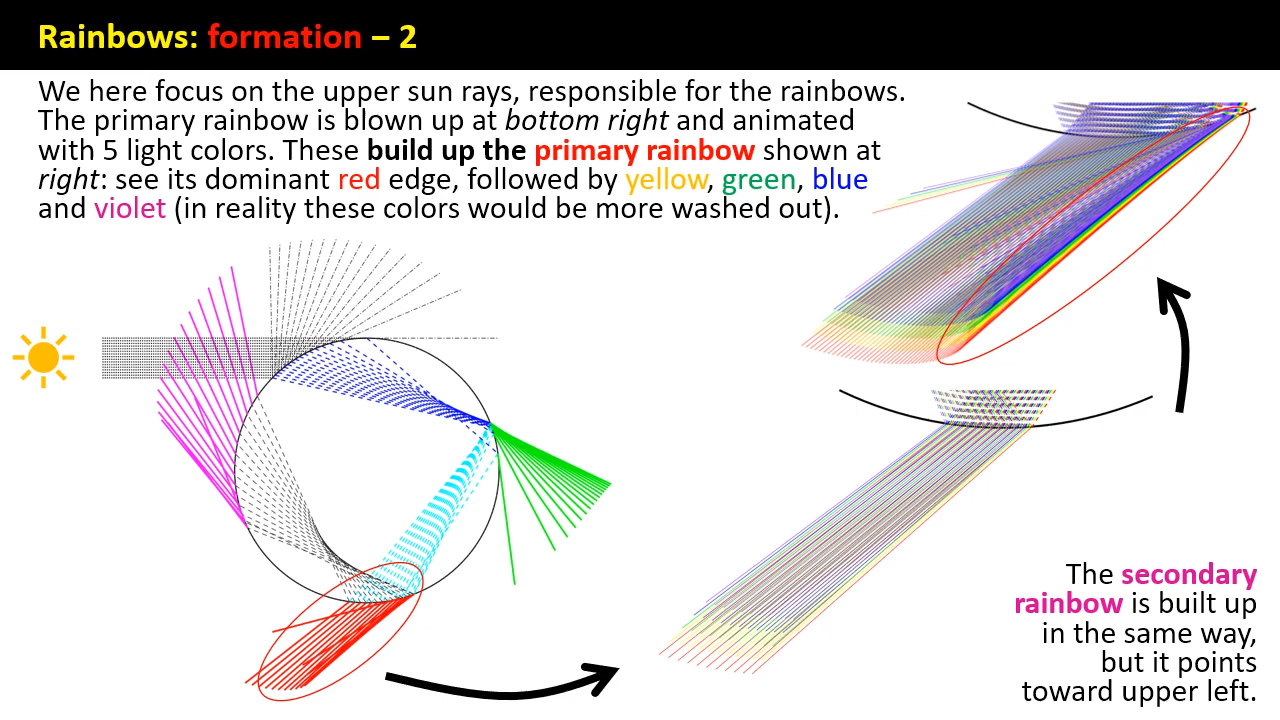 Rainbows: formation – 2
We here focus on the upper sun rays, responsible for the rainbows.
The primary rainbow is blown up at bottom right and animated
with 5 light colors. These build up the primary rainbow shown at
right: see its dominant red edge, followed by yellow, green, blue
and violet (in reality these colors would be more washed out).
The secondary
rainbow is built up
in the same way,
but it points
toward upper left.